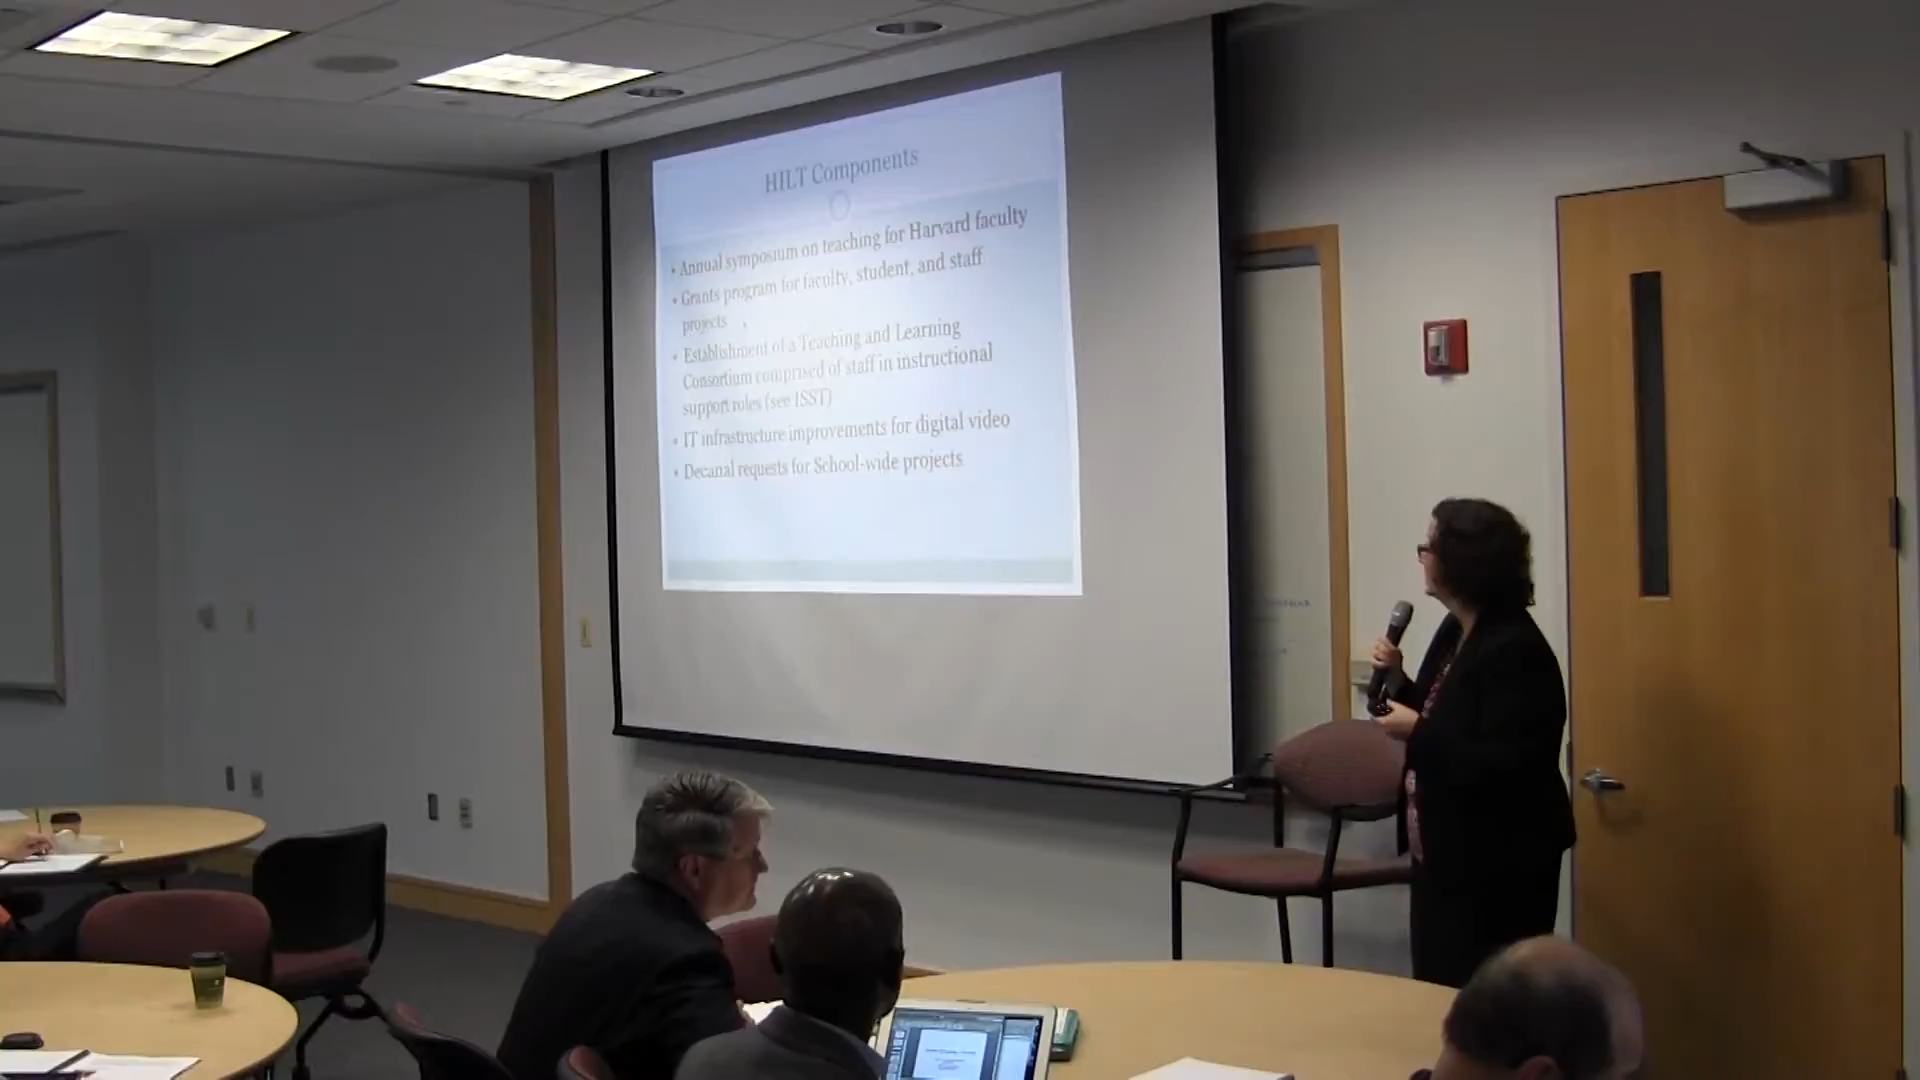 HILT Components
• Annual symposium on teaching for Harvard faculty
• Grants program for faculty, student, and staff
projects
• Establishment of a Teaching and Learning
Consortium comprised of staff in instructional
support roles (see ISST)
• IT infrastructure improvements for digital video
• Decanal requests for School-wide projects